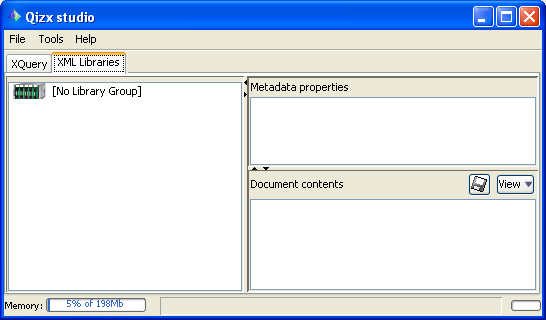 Qizx studio
File Tools Help
XQuery XML Libraries
[No Library Group]
Metadata properties
Document contents
View
Memory: 5% of 198Mb